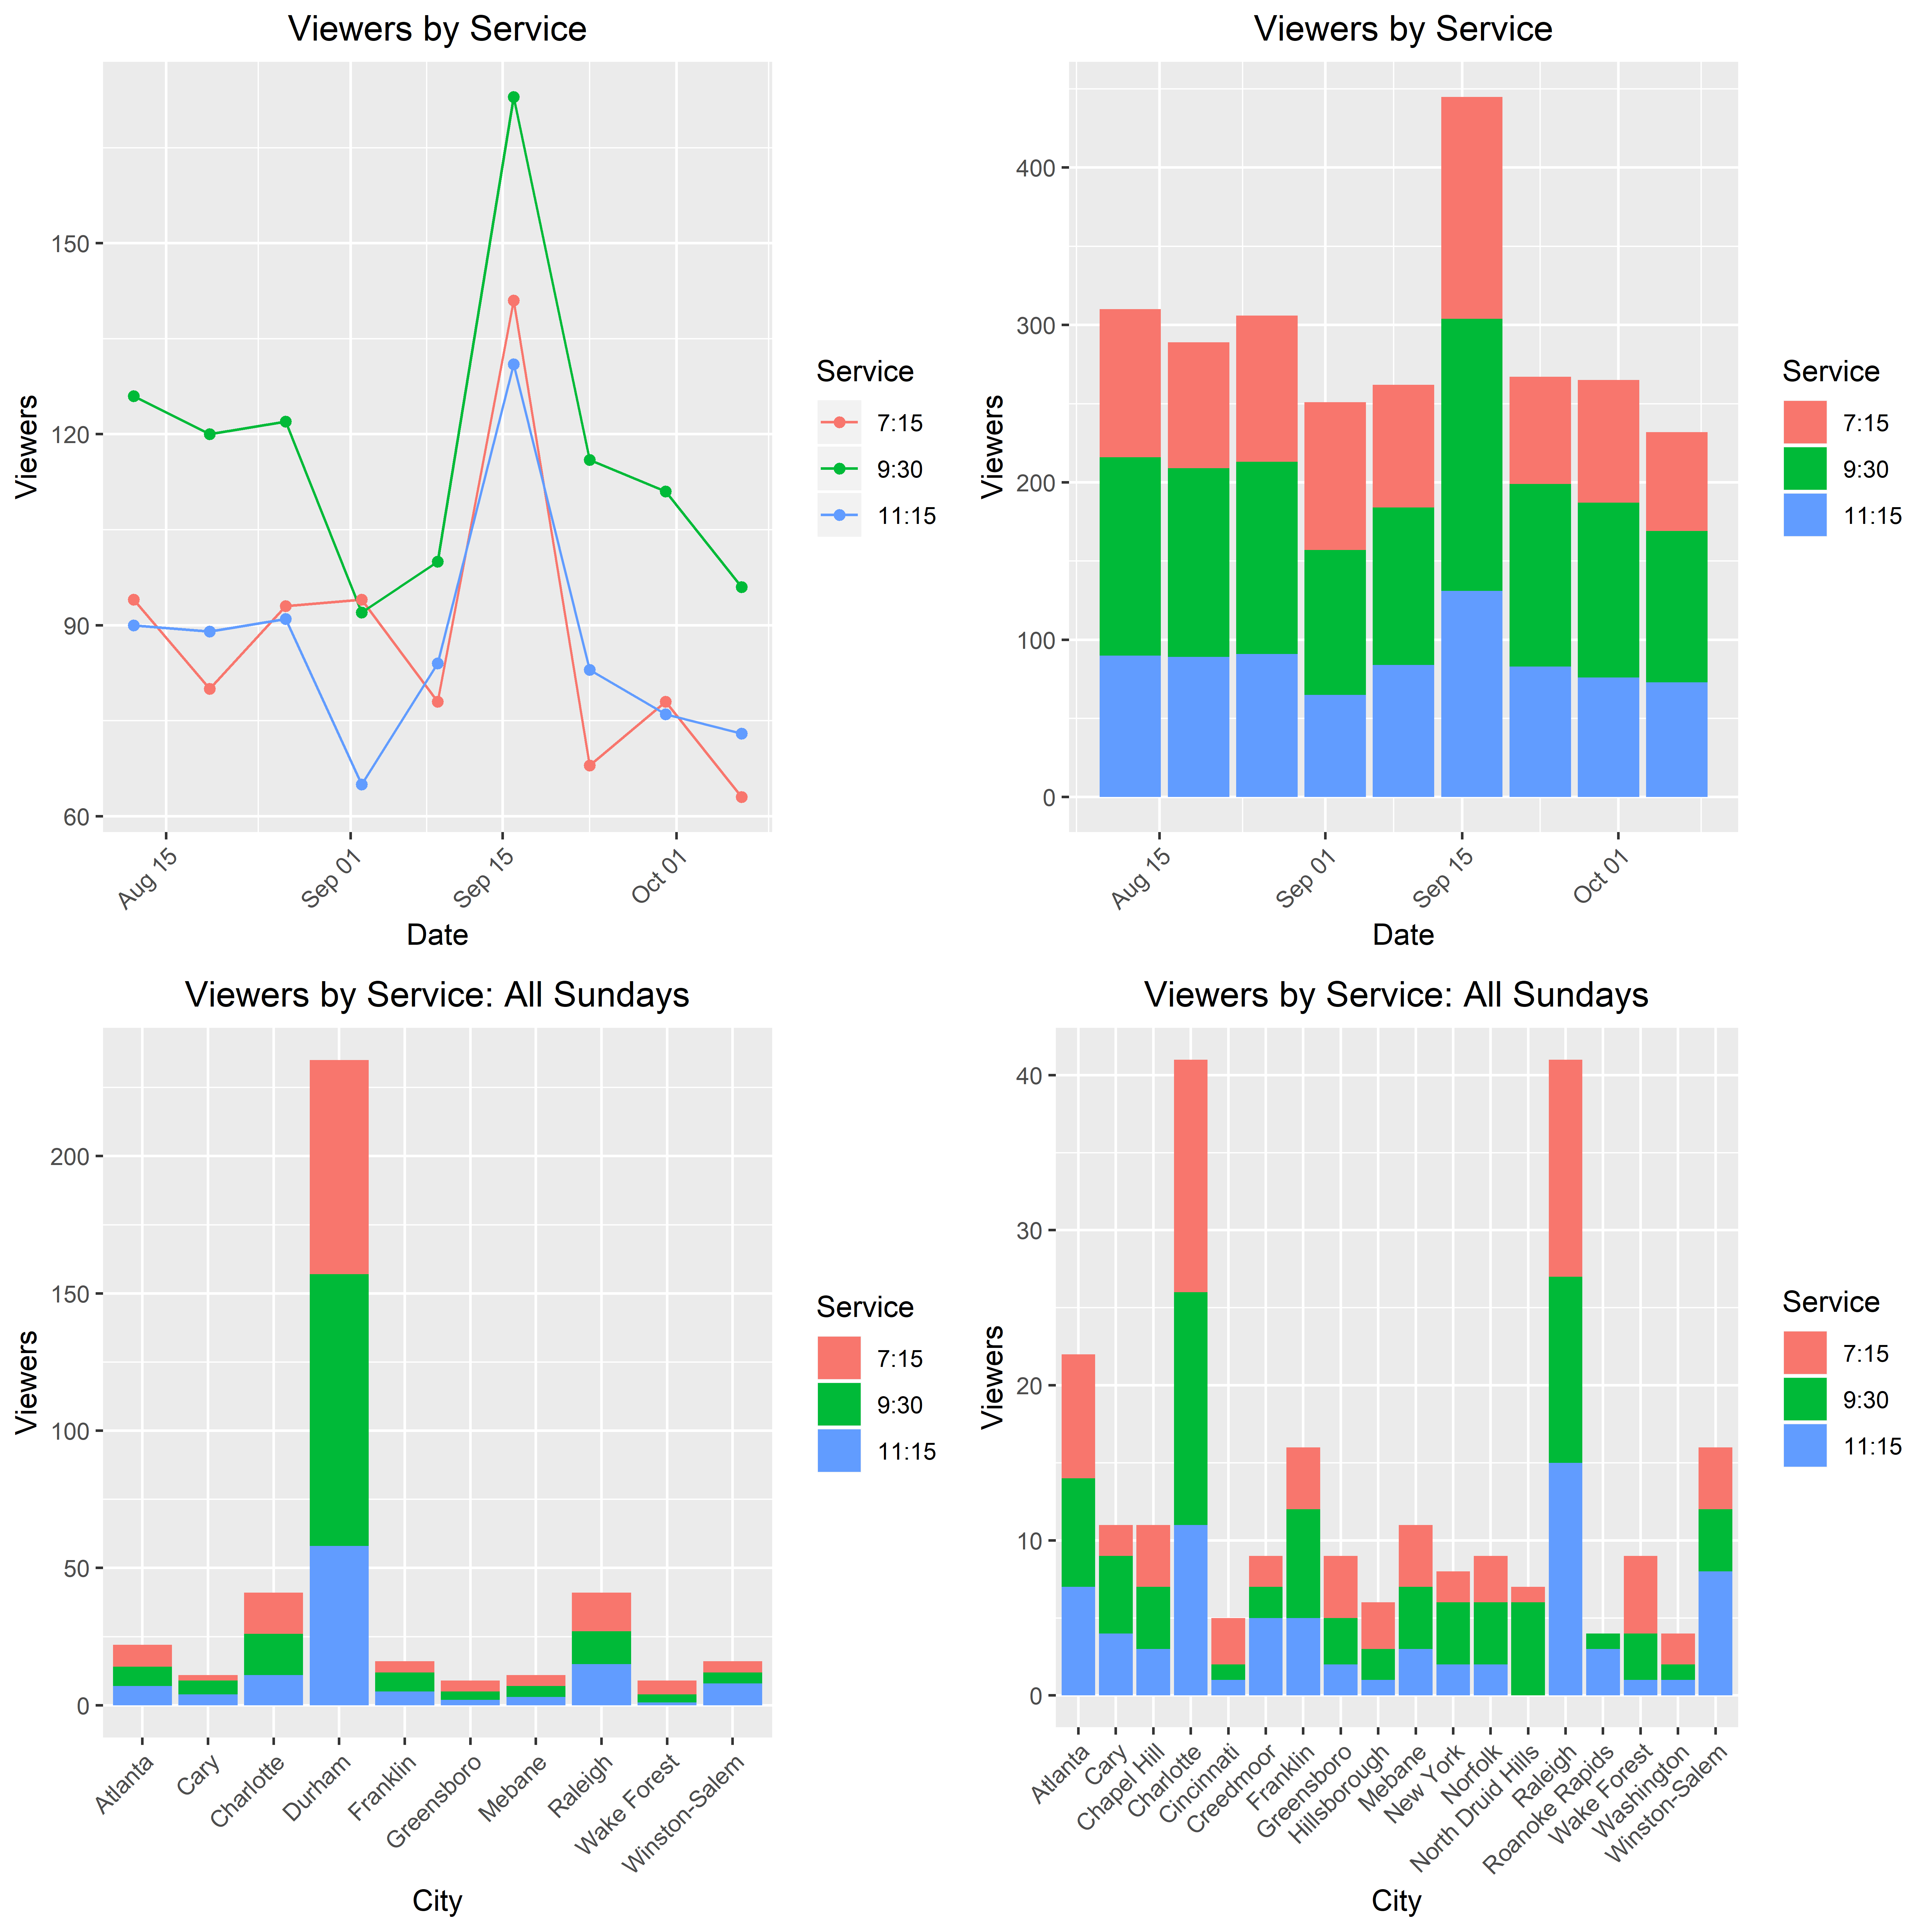 Viewers by Service
Viewers
150
120
90
60
Aug 15
Sep 01
Sep 15
Oct 01
Date
Service
7:15
9:30
11:15
Viewers by Service
Viewers
400
300
200
100
0
Aug 15
Sep 01
Sep 15
Oct 01
Date
Service
7:15
9:30
11:15
Viewers by Service: All Sundays
Viewers
200
150
100
50
0
Atlanta
Cary
Charlotte
Durham
Franklin
Greensboro
Mebane
Raleigh
Wake Forest
Winston-Salem
City
Service
7:15
9:30
11:15
Viewers by Service: All Sundays
Viewers
40
30
20
10
0
Atlanta
Cary
Chapel Hill
Charlotte
Cincinnati
Creedmoor
Franklin
Greensboro
Hillsborough
Mebane
New York
Norfolk
North Druid Hills
Raleigh
Roanoke Rapids
Wake Forest
Washington
Winston-Salem
City
Service
7:15
9:30
11:15